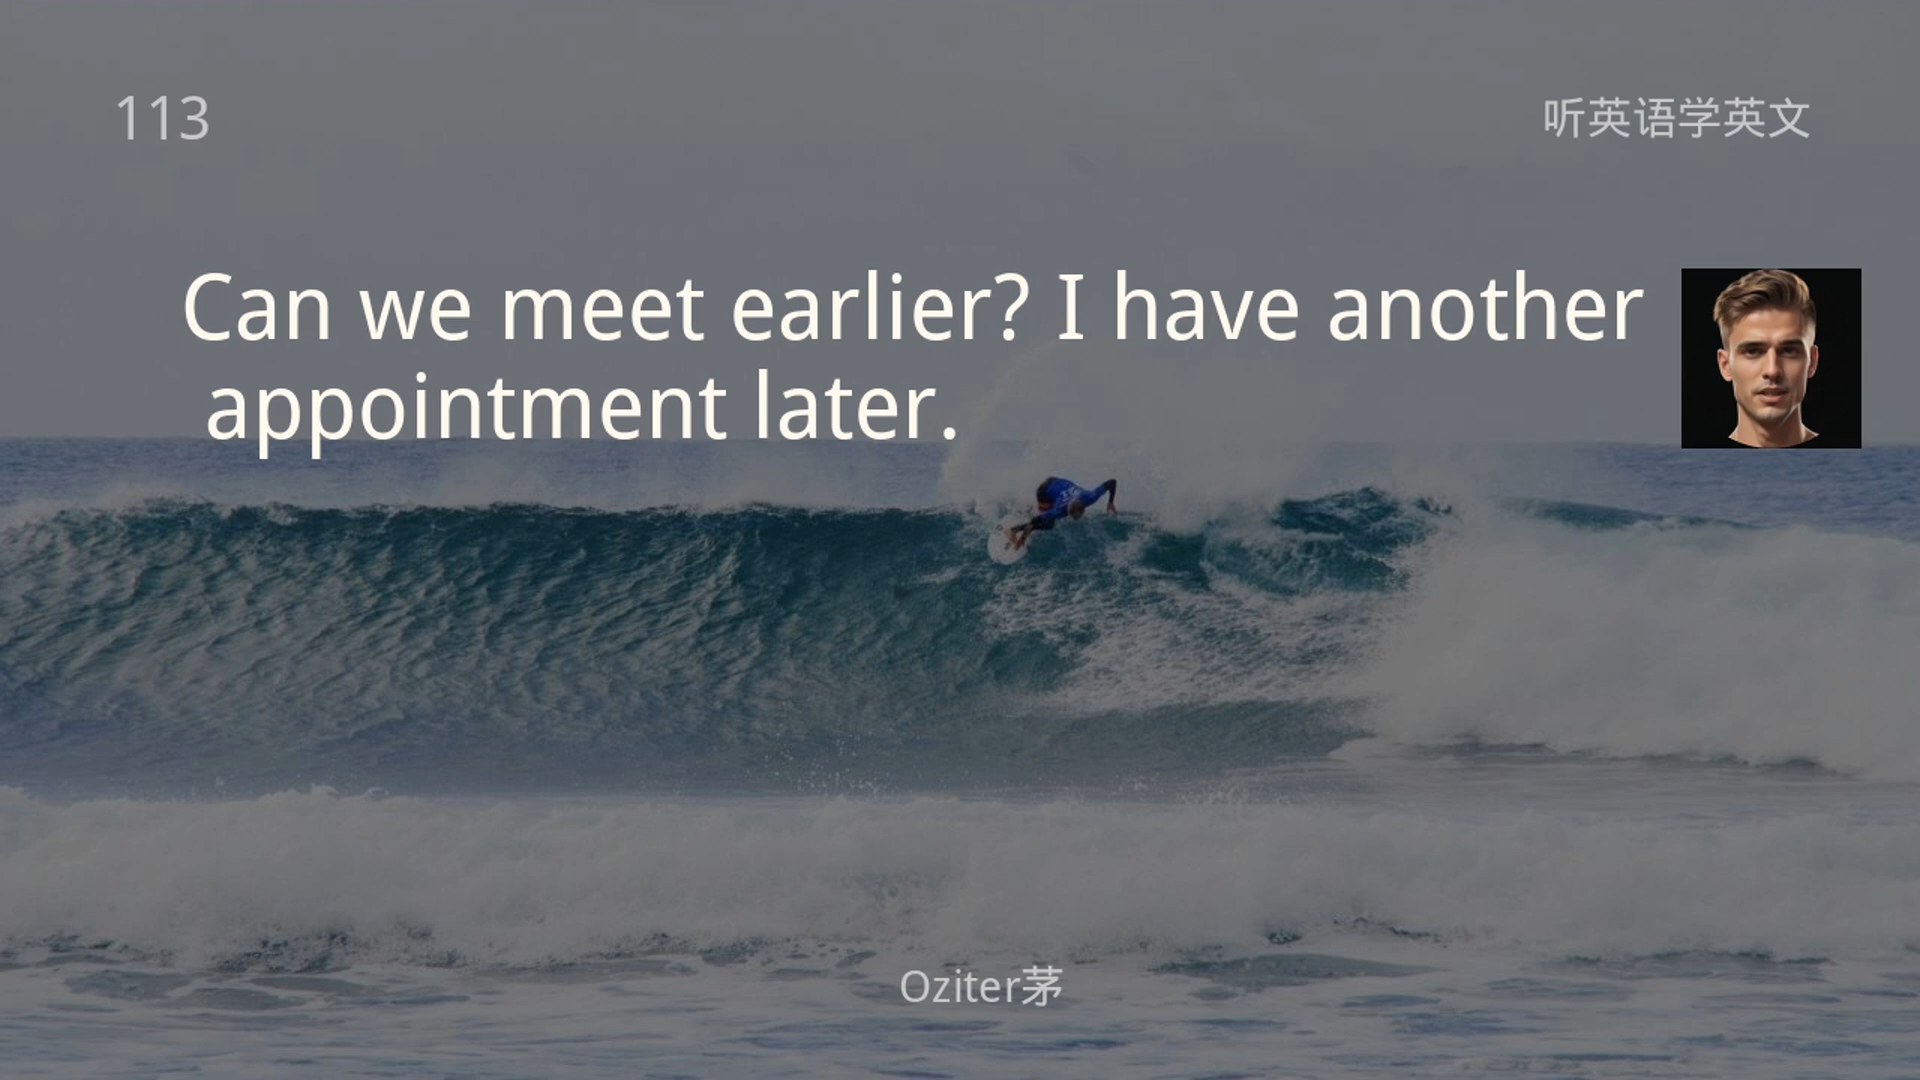 113
听英语学英文
Can we meet earlier? I have another
appointment later.
Oziter茅